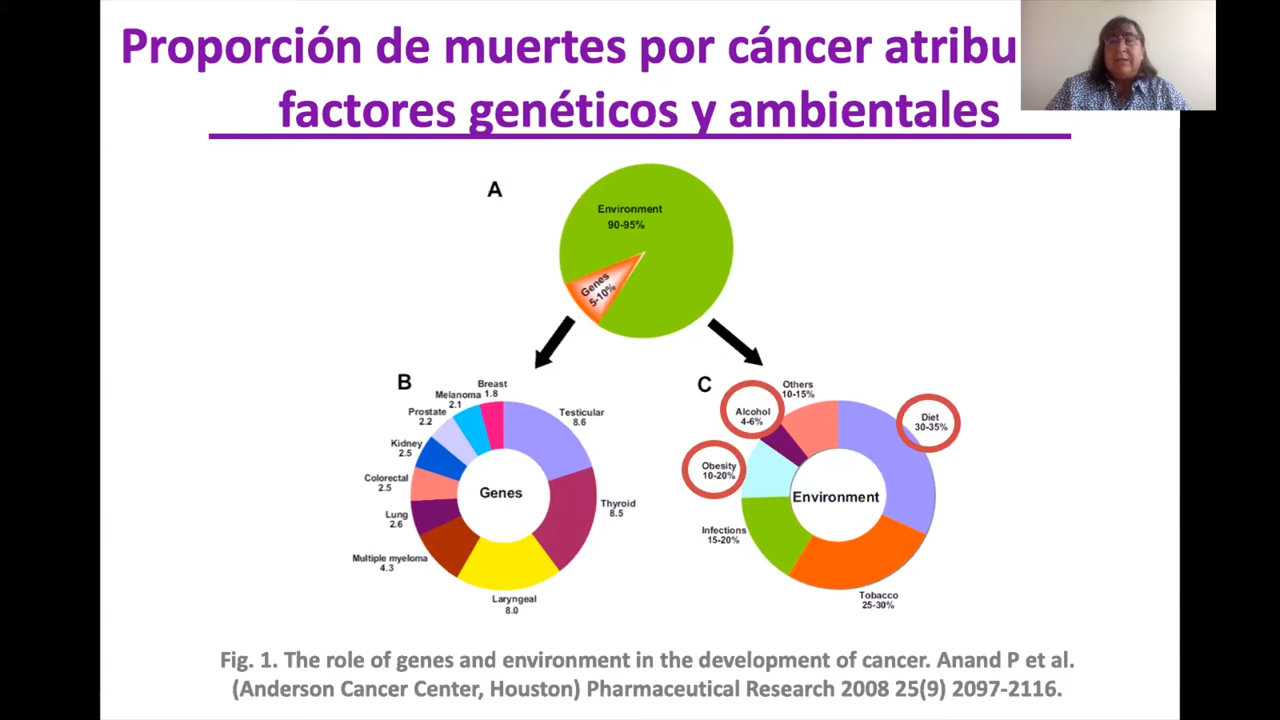 Proporción de muertes por cáncer atribu
factores genéticos y ambientales
A
Environment
90-95%
Genes
5-10%
B
Breast
1.8
Melanoma
2.1
Prostate
2.2
Kidney
2.5
Colorectal
2.5
Lung
2.6
Multiple myeloma
4.3
Laryngeal
8.0
Thyroid
8.5
Testicular
8.6
Genes
C
Others
10-15%
Alcohol
4-6%
Diet
30-35%
Obesity
10-20%
Environment
Infections
15-20%
Tobacco
25-30%
Fig. 1. The role of genes and environment in the development of cancer. Anand P et al.
(Anderson Cancer Center, Houston) Pharmaceutical Research 2008 25(9) 2097-2116.